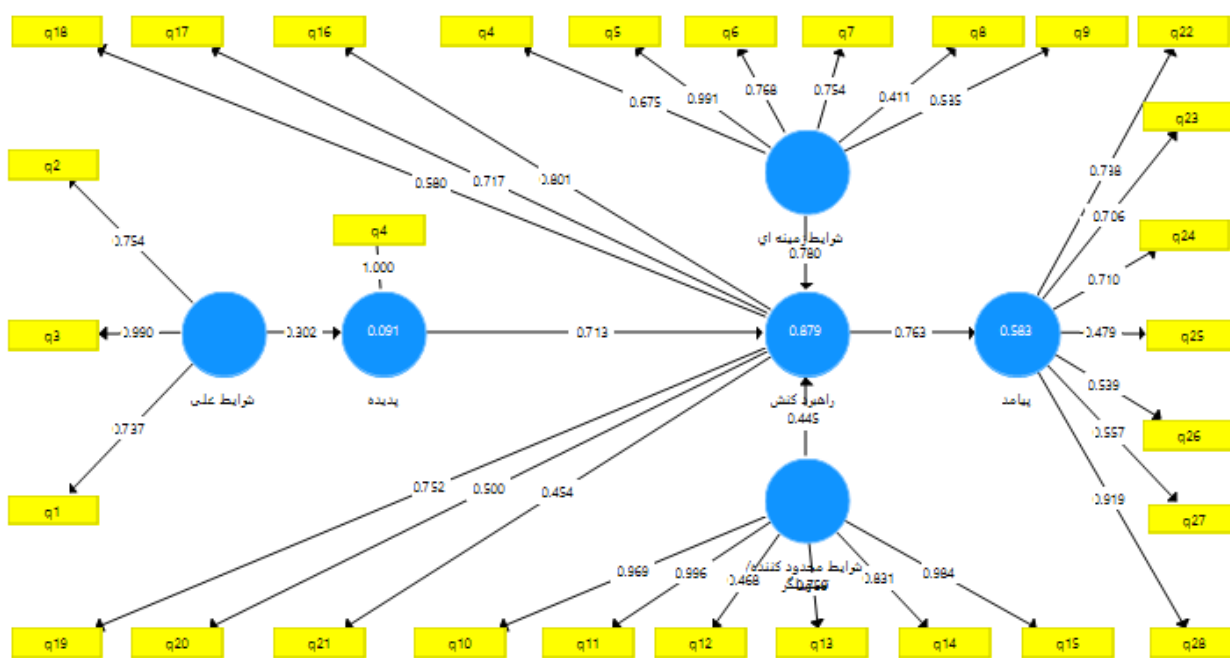 q18 q17 q16 q4 q5 q6 q7 q8 q9 q22
q23
0.675 0.991 0.768 0.754 0.411 0.535
q2
0.580 0.717 0.801
0.738
0.706
q4
q24
0.754
شرایط زمینه ای
1.000
0.780
0.710
q3 0.990 0.302 0.091 0.713 0.879 0.763 0.583 0.479 q25
شرایط علی
پدیده
راهبرد کنش
پیامد
0.445
0.539
0.737
0.557
q26
0.752 0.500 0.454
0.919
q1
q27
شرایط محدود کننده/
0.969 0.996 0.468 0.831 0.984
q19 q20 q21 q10 q11 q12 q13 q14 q15 q28